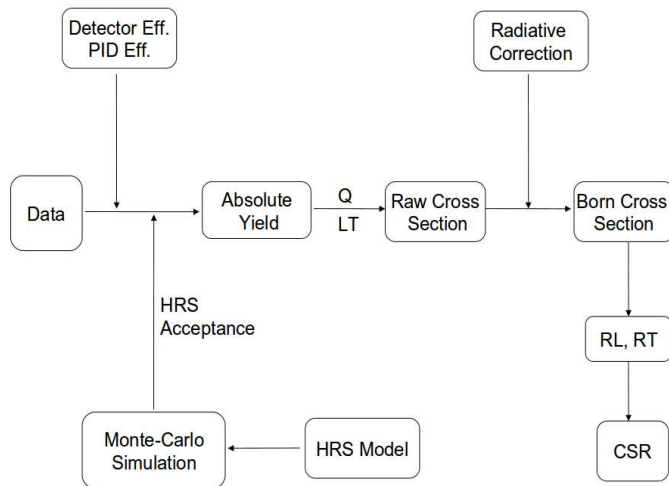 Detector Eff.
PID Eff.
Radiative
Correction
Data
Absolute
Yield
Q
LT
Raw Cross
Section
Born Cross
Section
HRS
Acceptance
RL, RT
Monte-Carlo
Simulation
HRS Model
CSR